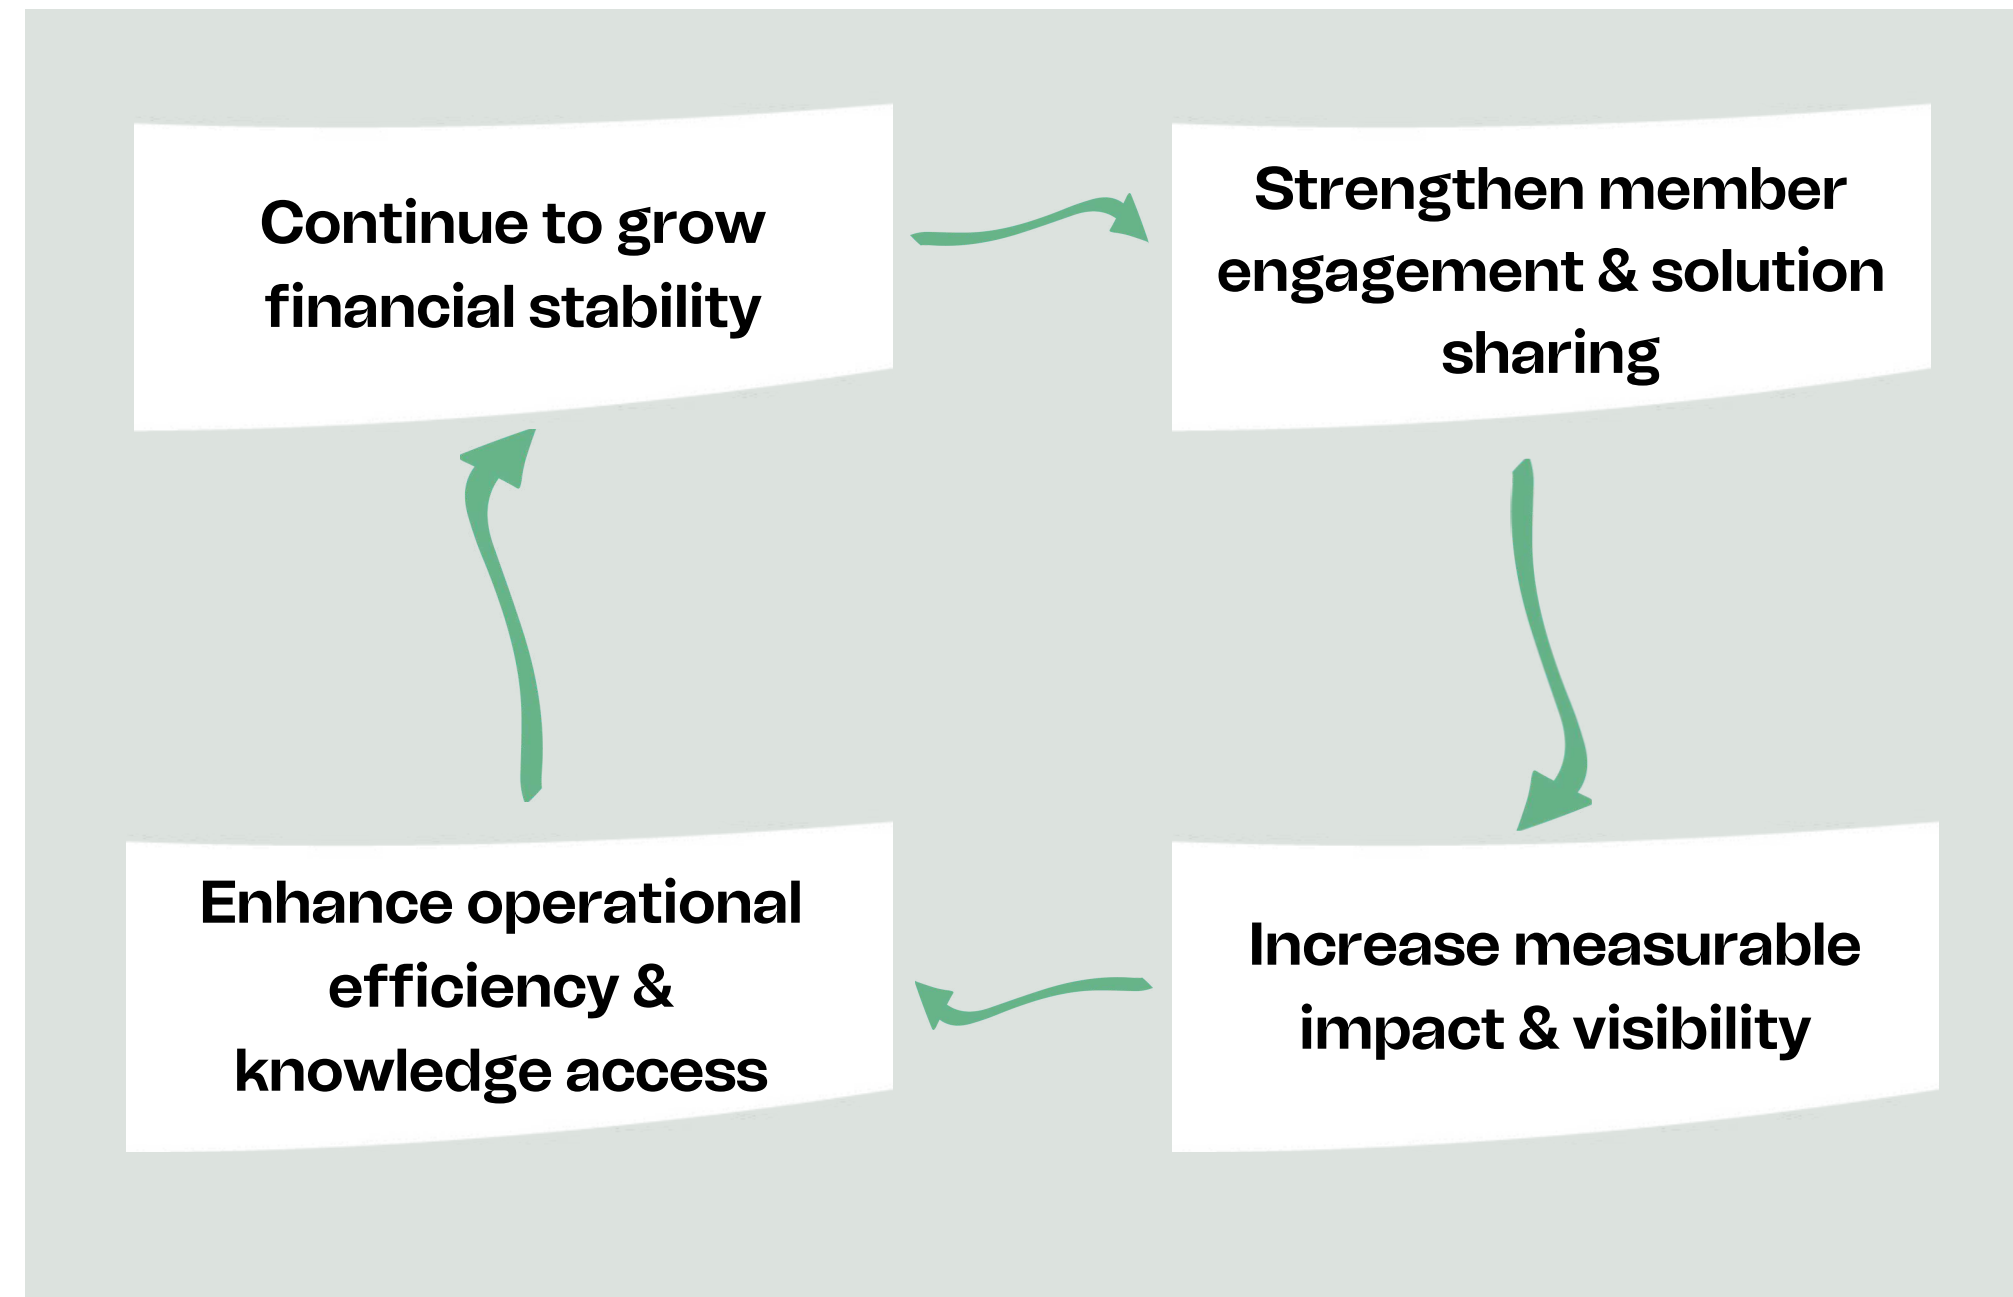 Continue to grow
financial stability
Strengthen member
engagement & solution
sharing
Enhance operational
efficiency &
knowledge access
Increase measurable
impact & visibility